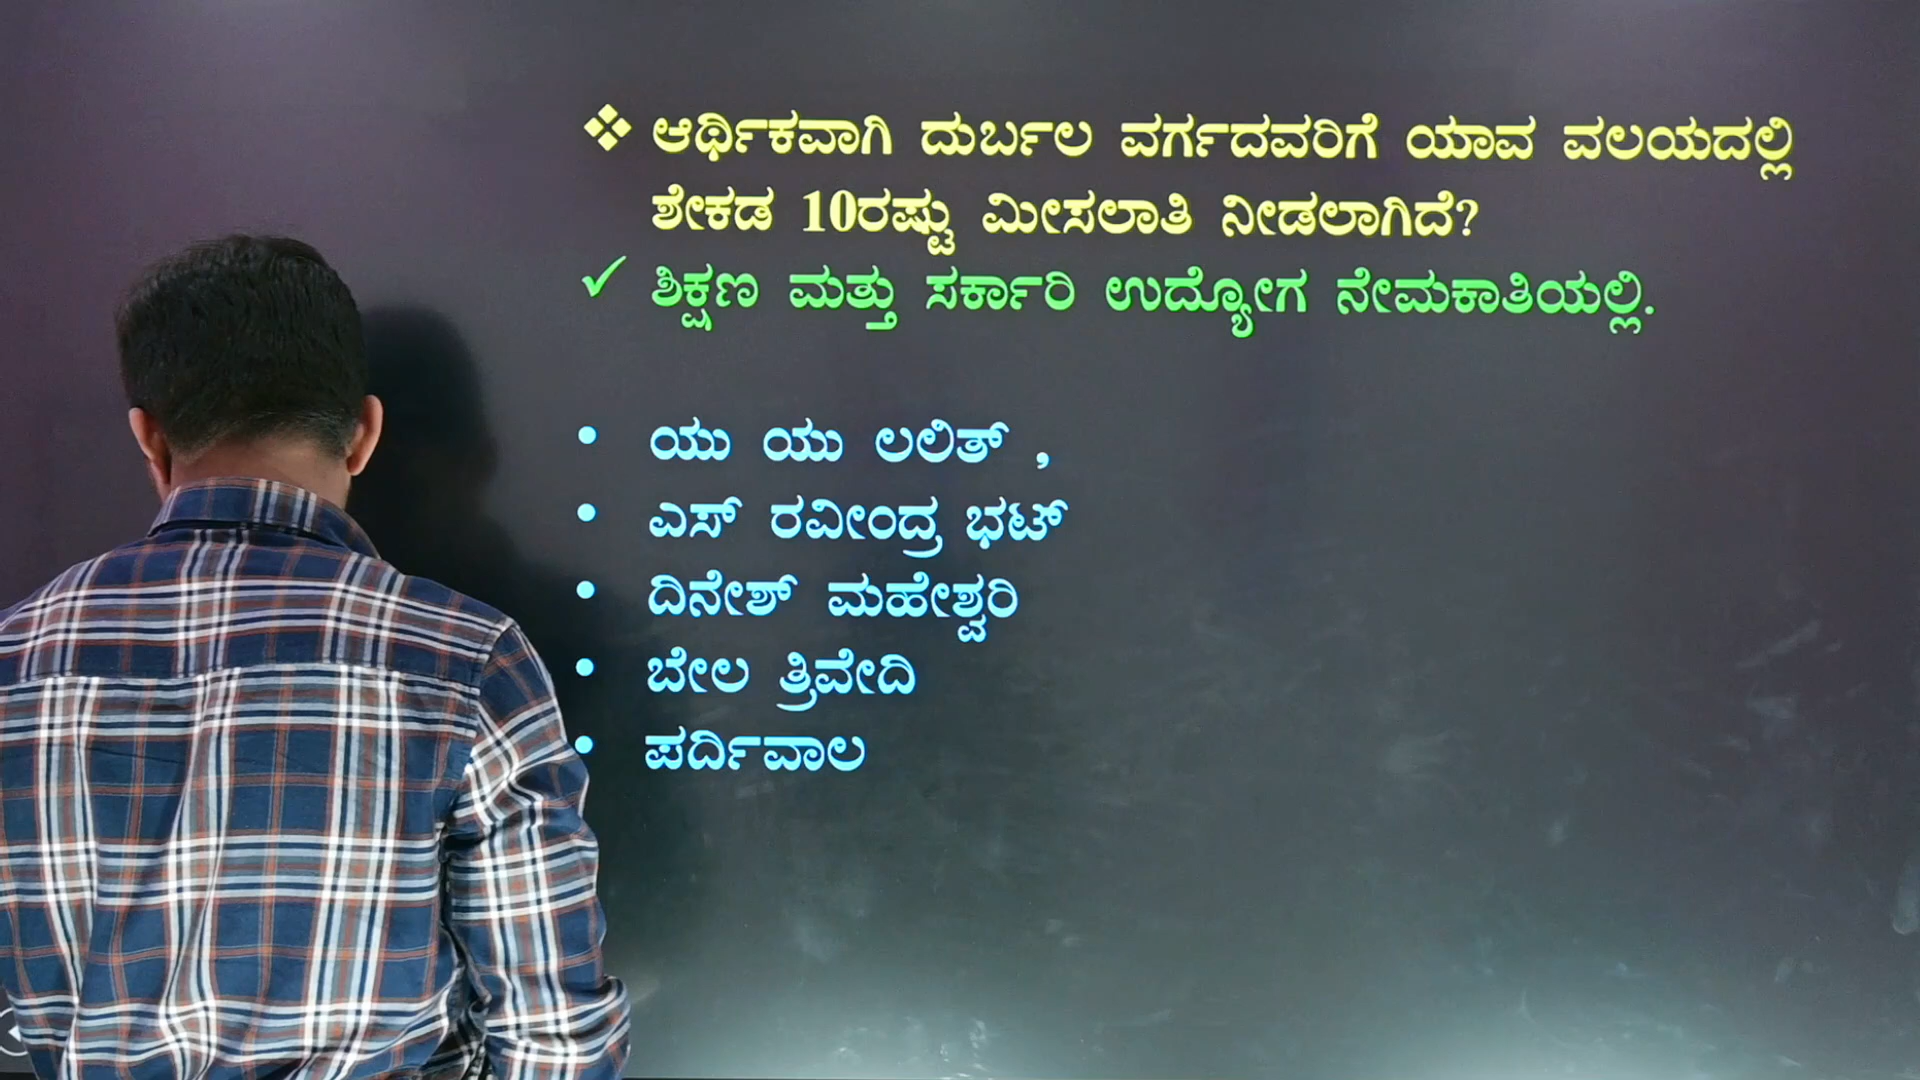 ❖ ಆರ್ಥಿಕವಾಗಿ ದುರ್ಬಲ ವರ್ಗದವರಿಗೆ ಯಾವ ವಲಯದಲ್ಲಿ
ಶೇಕಡ 10ರಷ್ಟು ಮೀಸಲಾತಿ ನೀಡಲಾಗಿದೆ?
✓ ಶಿಕ್ಷಣ ಮತ್ತು ಸರ್ಕಾರಿ ಉದ್ಯೋಗ ನೇಮಕಾತಿಯಲ್ಲಿ.
• ಯು ಯು ಲಲಿತ್ ,
• ಎಸ್ ರವೀಂದ್ರ ಭಟ್
• ದಿನೇಶ್ ಮಹೇಶ್ವರಿ
• ಬೇಲ ತ್ರಿವೇದಿ
• ಪರ್ದಿವಾಲ